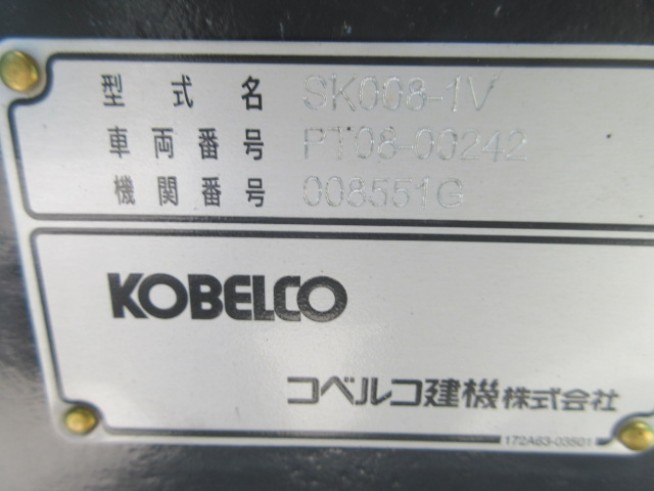 型式名 SK008-1V
車両番号 PT08-00242
機関番号 008551G
KOBELCO
コベルコ建機株式会社
172A63-03501